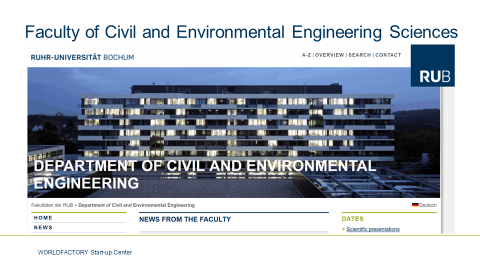 Faculty of Civil and Environmental Engineering Sciences
RUHR-UNIVERSITÄT BOCHUM
A-Z | OVERVIEW | SEARCH | CONTACT
RUB
DEPARTMENT OF CIVIL AND ENVIRONMENTAL
ENGINEERING
Fakultäten der RUB » Department of Civil and Environmental Engineering
Deutsch
HOME
NEWS FROM THE FACULTY
DATES
NEWS
Scientific presentations
WORLDFACTORY Start-up Center